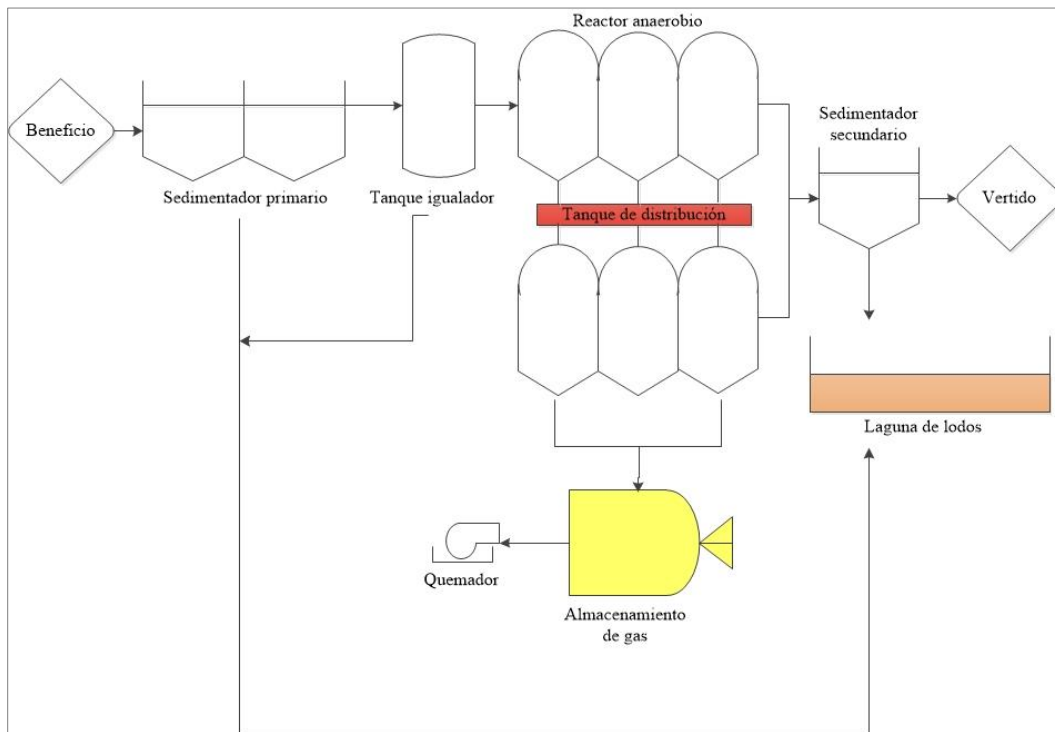 Reactor anaerobio
Beneficio
Sedimentador primario
Tanque igualador
Tanque de distribución
Sedimentador
secundario
Vertido
Laguna de lodos
Quemador
Almacenamiento
de gas